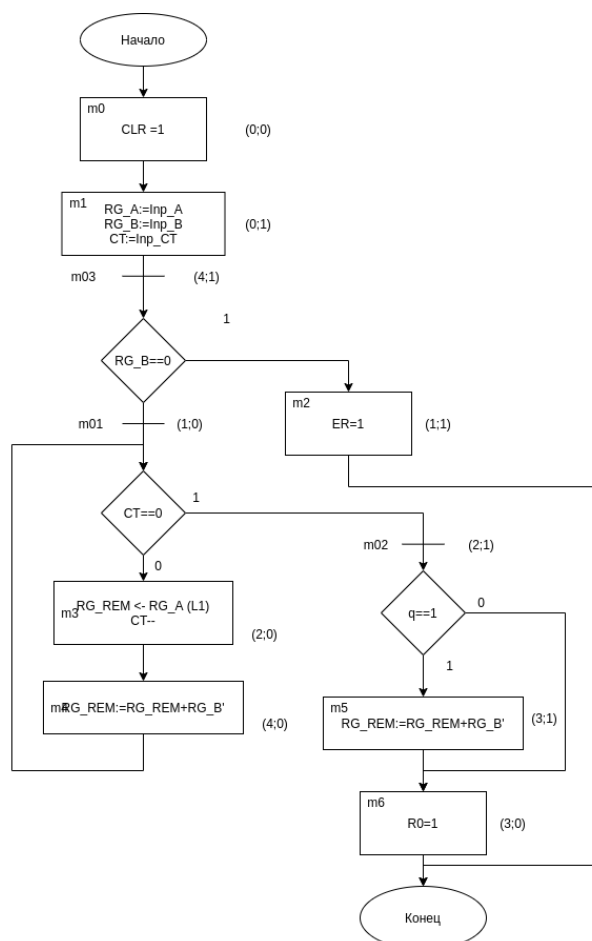 Начало
m0
CLR =1
(0;0)
m1
RG_A:=Inp_A
RG_B:=Inp_B
CT:=Inp_CT
(0;1)
m03
(4;1)
1
RG_B==0
m2
ER=1
(1;1)
m01
(1;0)
CT==0
1
0
m02
(2;1)
m3
RG_REM <- RG_A (L1)
CT--
(2;0)
q==1
0
1
m4
RG_REM:=RG_REM+RG_B'
(4;0)
m5
RG_REM:=RG_REM+RG_B'
(3;1)
m6
R0=1
(3;0)
Конец